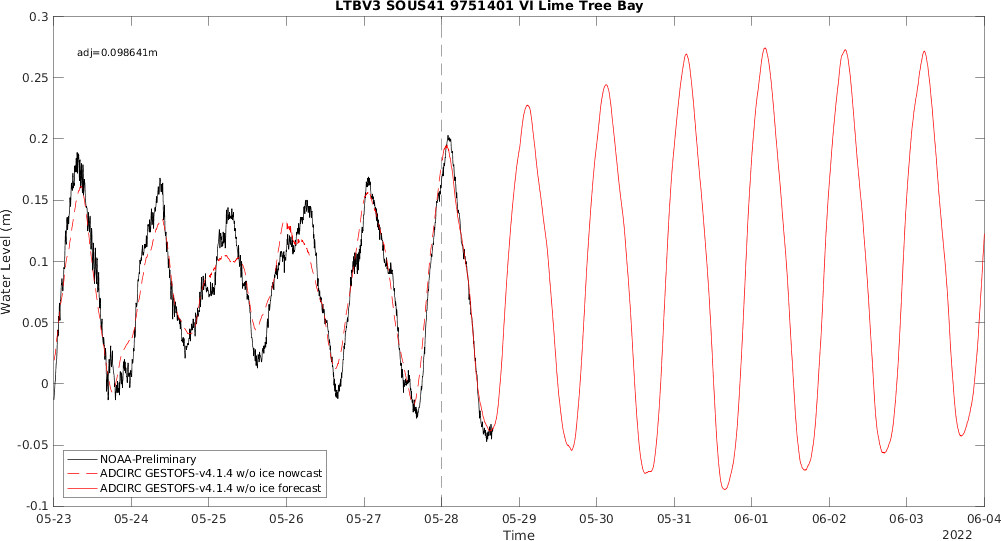 LTBV3 SOUS41 9751401 VI Lime Tree Bay
adj=0.098641m
Water Level (m)
0.3
0.25
0.2
0.15
0.1
0.05
0
-0.05
-0.1
NOAA-Preliminary
ADCIRC GESTOFS-v4.1.4 w/o ice nowcast
ADCIRC GESTOFS-v4.1.4 w/o ice forecast
05-23 05-24 05-25 05-26 05-27 05-28 05-29 05-30 05-31 06-01 06-02 06-03 06-04
Time
2022